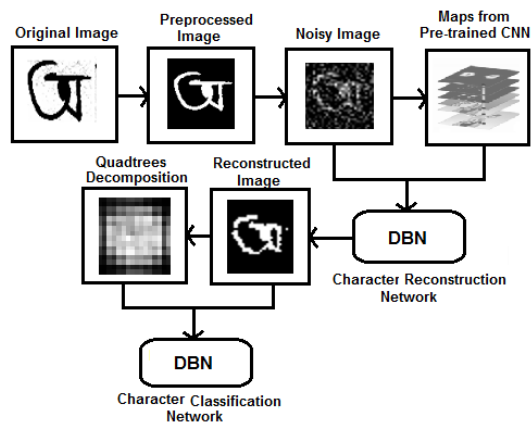 Original Image
Preprocessed
Image
Noisy Image
Maps from
Pre-trained CNN
অ
অ
অ
Quadtrees
Decomposition
Reconstructed
Image
অ
DBN
Character Reconstruction
Network
DBN
Character Classification
Network